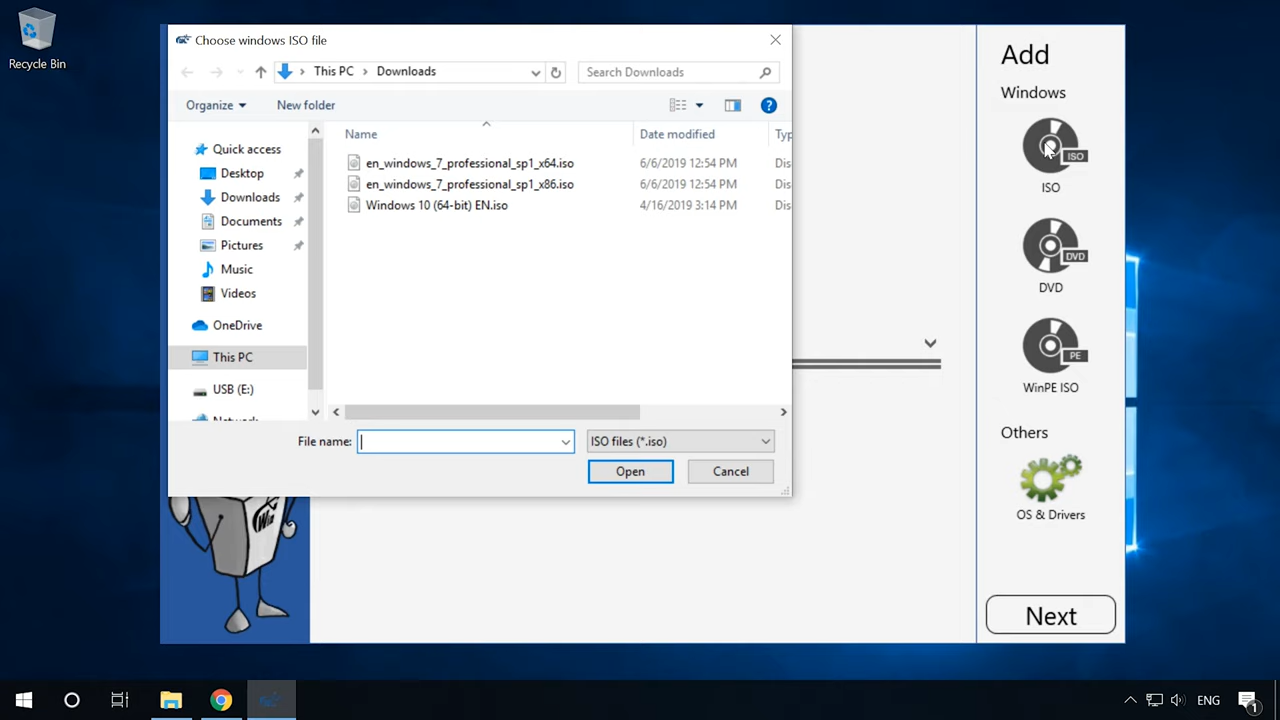 Recycle Bin
Choose windows ISO file
This PC
Downloads
Search Downloads
Organize
New folder
Quick access
Desktop
Downloads
Documents
Pictures
Music
Videos
OneDrive
This PC
USB (E:)
Name
Date modified
en_windows_7_professional_sp1_x64.iso
6/6/2019 12:54 PM
Dis
en_windows_7_professional_sp1_x86.iso
6/6/2019 12:54 PM
Dis
Windows 10 (64-bit) EN.iso
4/16/2019 3:14 PM
Dis
File name:
ISO files (*.iso)
Open
Cancel
Add
Windows
ISO
ISO
DVD
DVD
PE
WinPE ISO
Others
OS & Drivers
Next
ENG
1